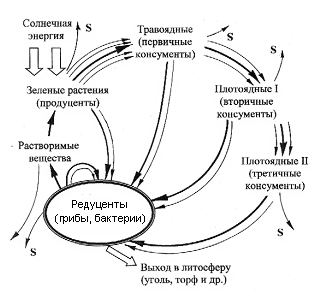 Солнечная
энергия
S
Травоядные
(первичные
консументы)
S
Зеленые растения
(продуценты)
Плотоядные I
(вторичные
консументы)
S
Растворимые
вещества
Плотоядные II
(третичные
консументы)
Редуценты
(грибы, бактерии)
S
S
Выход в литосферу
(уголь, торф и др.)